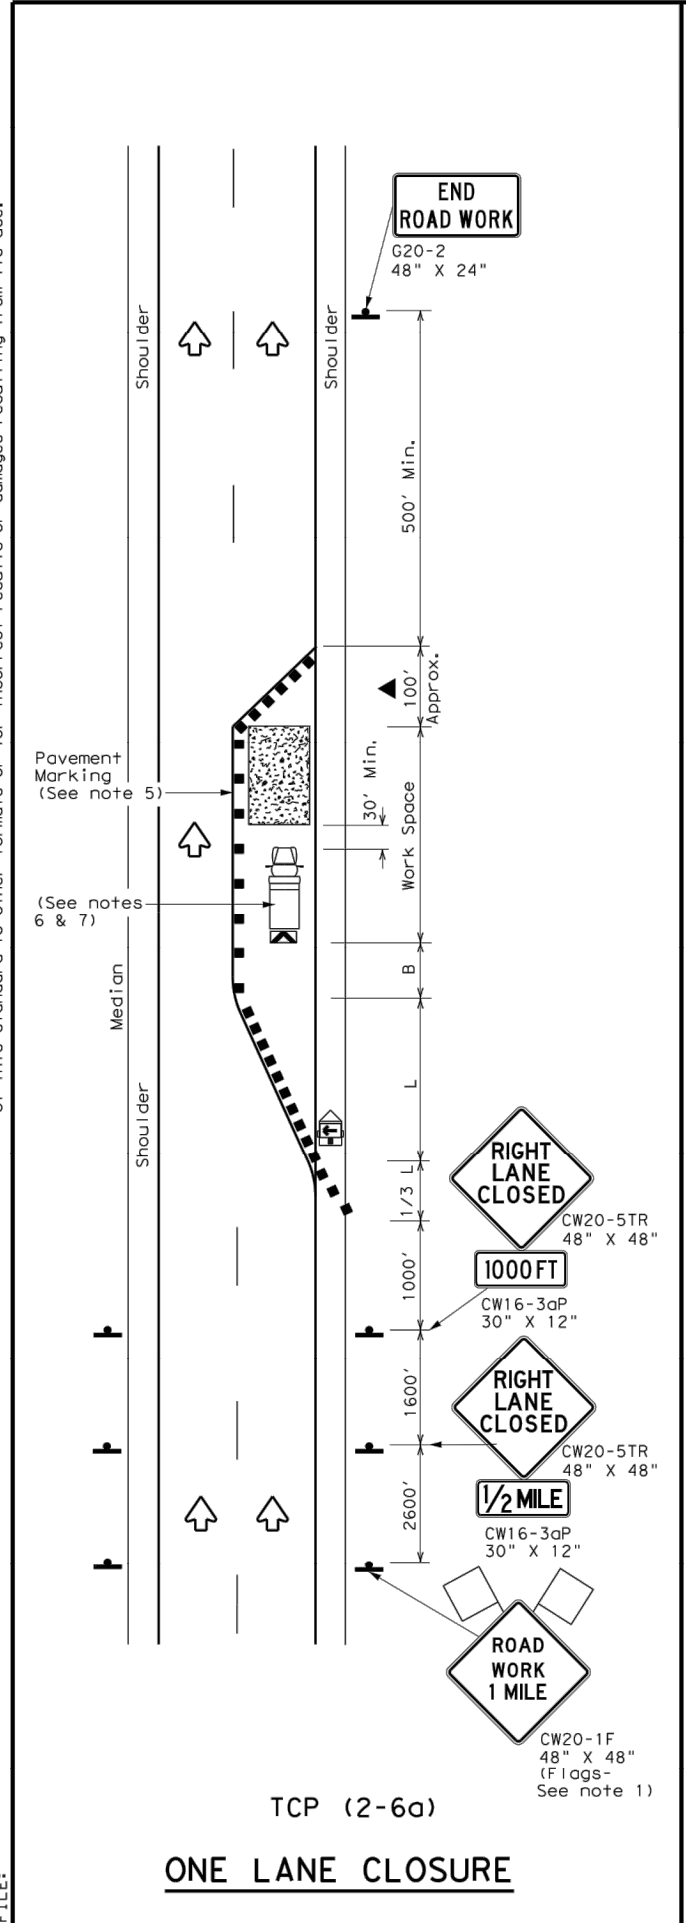 END
ROAD WORK
G20-2
48" X 24"
Shoulder
Shoulder
500' Min.
100'
Approx.
Pavement
Marking
(See note 5)
30' Min.
Work Space
(See notes
6 & 7)
B
Median
L
Shoulder
1/3 L
RIGHT
LANE
CLOSED
CW20-5TR
48" X 48"
1000 FT
CW16-3aP
30" X 12"
1000'
RIGHT
LANE
CLOSED
1600'
CW20-5TR
48" X 48"
1/2 MILE
CW16-3aP
30" X 12"
2600'
ROAD
WORK
1 MILE
CW20-1F
48" X 48"
(Flags-
See note 1)
TCP (2-6a)
ONE LANE CLOSURE
FILE: